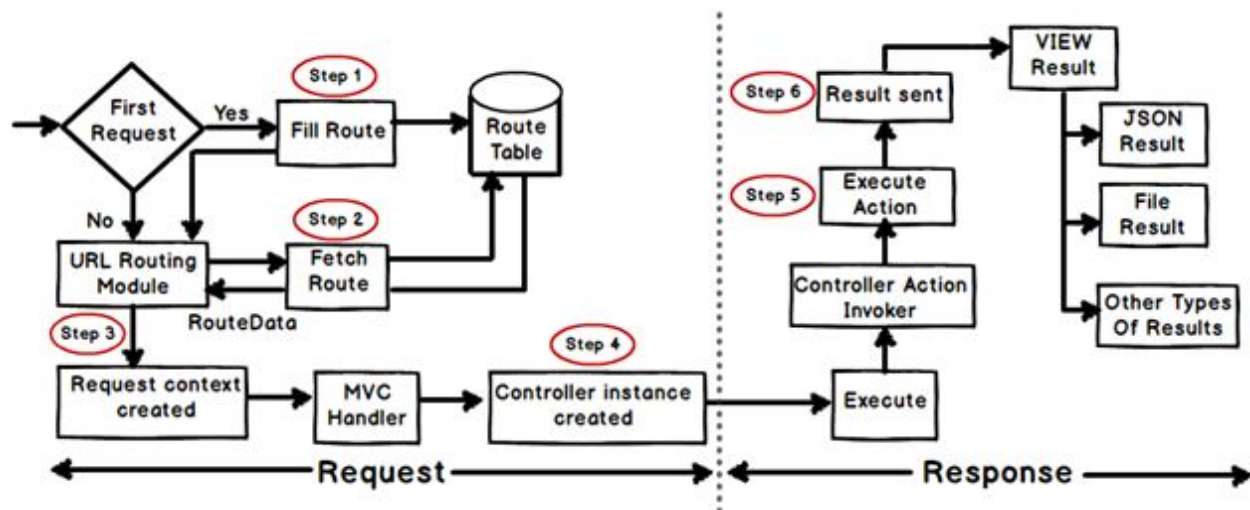 First
Request
Yes
No
Step 1
Fill Route
Route
Table
Step 2
Fetch
Route
URL Routing
Module
RouteData
Step 3
Request context
created
MVC
Handler
Step 4
Controller instance
created
Request
Execute
Controller Action
Invoker
Step 5
Execute
Action
Step 6
Result sent
VIEW
Result
JSON
Result
File
Result
Other Types
Of Results
Response